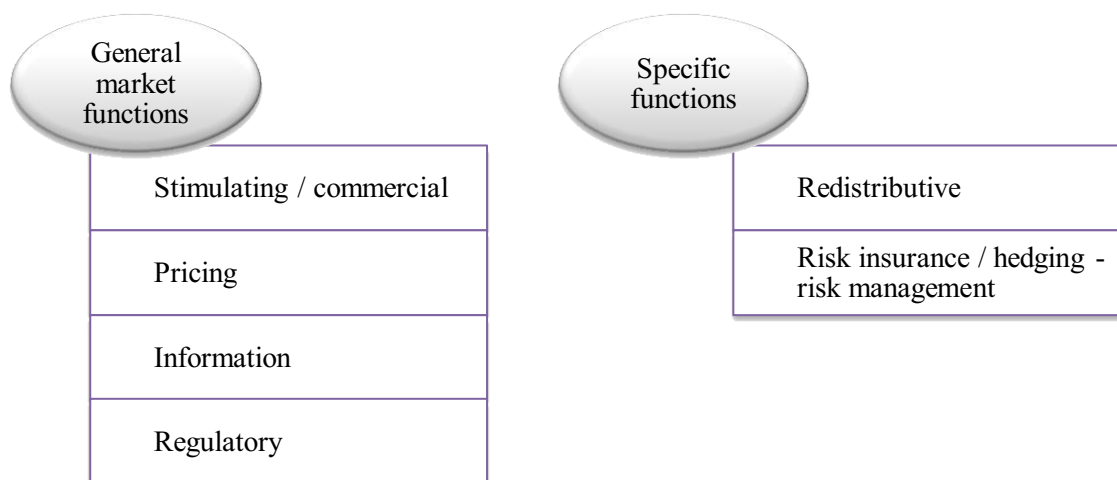 General
market
functions
Stimulating / commercial
Pricing
Information
Regulatory
Specific
functions
Redistributive
Risk insurance / hedging -
risk management